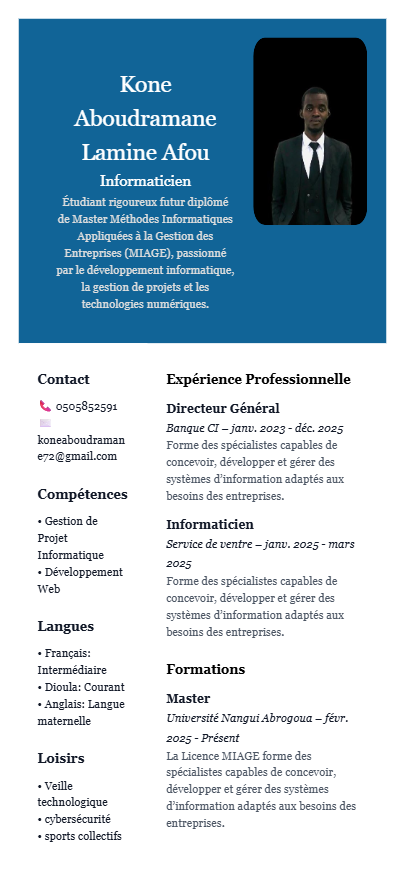 Kone
Aboudramane
Lamine Afou
Informaticien
Étudiant rigoureux futur diplômé
de Master Méthodes Informatiques
Appliquées à la Gestion des
Entreprises (MIAGE), passionné
par le développement informatique,
la gestion de projets et les
technologies numériques.
Contact
0505852591
koneaboudraman
e72@gmail.com
Compétences
• Gestion de
Projet
Informatique
• Développement
Web
Langues
• Français:
Intermédiaire
• Dioula: Courant
• Anglais: Langue
maternelle
Loisirs
• Veille
technologique
• cybersécurité
• sports collectifs
Expérience Professionnelle
Directeur Général
Banque CI – janv. 2023 - déc. 2025
Forme des spécialistes capables de
concevoir, développer et gérer des
systèmes d'information adaptés aux
besoins des entreprises.
Informaticien
Service de ventre – janv. 2025 - mars
2025
Forme des spécialistes capables de
concevoir, développer et gérer des
systèmes d'information adaptés aux
besoins des entreprises.
Formations
Master
Université Nangui Abrogoua – févr.
2025 - Présent
La Licence MIAGE forme des
spécialistes capables de concevoir,
développer et gérer des systèmes
d'information adaptés aux besoins des
entreprises.